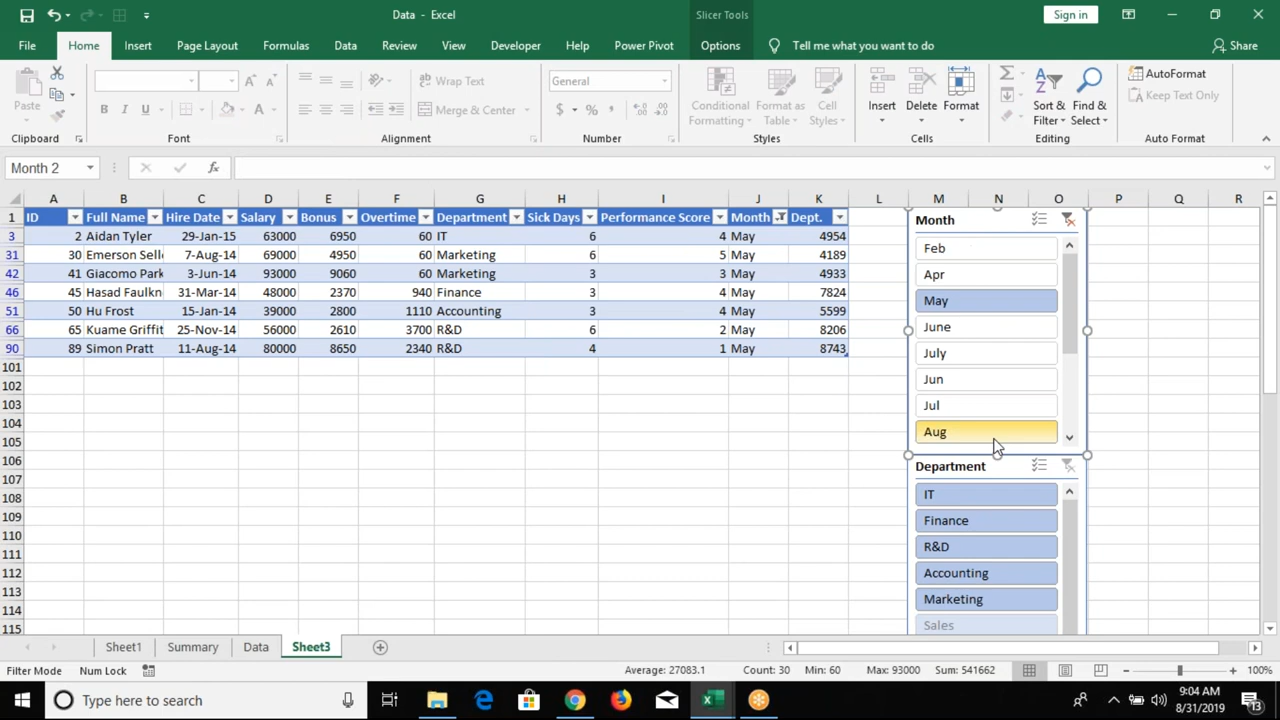 Data - Excel
Slicer Tools
Sign in
File Home Insert Page Layout Formulas Data Review View Developer Help Power Pivot Options Tell me what you want to do Share
Paste
Wrap Text
Merge & Center
General
Conditional Formatting
Format as Table
Cell Styles
Insert
Delete
Format
Sort & Filter
Find & Select
AutoFormat
Keep Text Only
Clipboard Font Alignment Number Styles Cells Editing Auto Format
Month 2
A B C D E F G H I J K L M N O P Q R
1 ID Full Name Hire Date Salary Bonus Overtime Department Sick Days Performance Score Month Dept.
3 2 Aidan Tyler 29-Jan-15 63000 6950 60 IT 6 4 May 4954
31 30 Emerson Sell 7-Aug-14 69000 4950 60 Marketing 6 5 May 4189
42 41 Giacomo Park 3-Jun-14 93000 9060 60 Marketing 3 3 May 4933
46 45 Hasad Faulkn 31-Mar-14 48000 2370 940 Finance 3 4 May 7824
51 50 Hu Frost 15-Jan-14 39000 2800 1110 Accounting 3 4 May 5599
66 65 Kuame Griffit 25-Nov-14 56000 2610 3700 R&D 6 2 May 8206
90 89 Simon Pratt 11-Aug-14 80000 8650 2340 R&D 4 1 May 8743
101
102
103
104
105
106
107
108
109
110
111
112
113
114
115
Month
Feb
Apr
May
June
July
Jun
Jul
Aug
Department
IT
Finance
R&D
Accounting
Marketing
Sales
Sheet1 Summary Data Sheet3
Filter Mode Num Lock Average: 27083.1 Count: 30 Min: 60 Max: 93000 Sum: 541662 100%
Type here to search
9:04 AM
8/31/2019
13